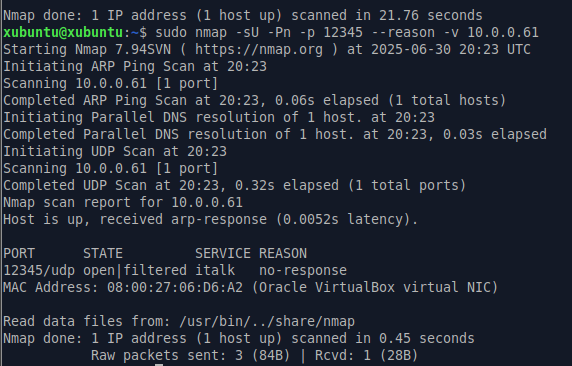 Nmap done: 1 IP address (1 host up) scanned in 21.76 seconds
xubuntu@xubuntu:~$ sudo nmap -sU -Pn -p 12345 --reason -v 10.0.0.61
Starting Nmap 7.94SVN ( https://nmap.org ) at 2025-06-30 20:23 UTC
Initiating ARP Ping Scan at 20:23
Scanning 10.0.0.61 [1 port]
Completed ARP Ping Scan at 20:23, 0.06s elapsed (1 total hosts)
Initiating Parallel DNS resolution of 1 host. at 20:23
Completed Parallel DNS resolution of 1 host. at 20:23, 0.03s elapsed
Initiating UDP Scan at 20:23
Scanning 10.0.0.61 [1 port]
Completed UDP Scan at 20:23, 0.32s elapsed (1 total ports)
Nmap scan report for 10.0.0.61
Host is up, received arp-response (0.0052s latency).

PORT      STATE         SERVICE REASON
12345/udp open|filtered italk   no-response
MAC Address: 08:00:27:06:D6:A2 (Oracle VirtualBox virtual NIC)

Read data files from: /usr/bin/../share/nmap
Nmap done: 1 IP address (1 host up) scanned in 0.45 seconds
           Raw packets sent: 3 (84B) | Rcvd: 1 (28B)